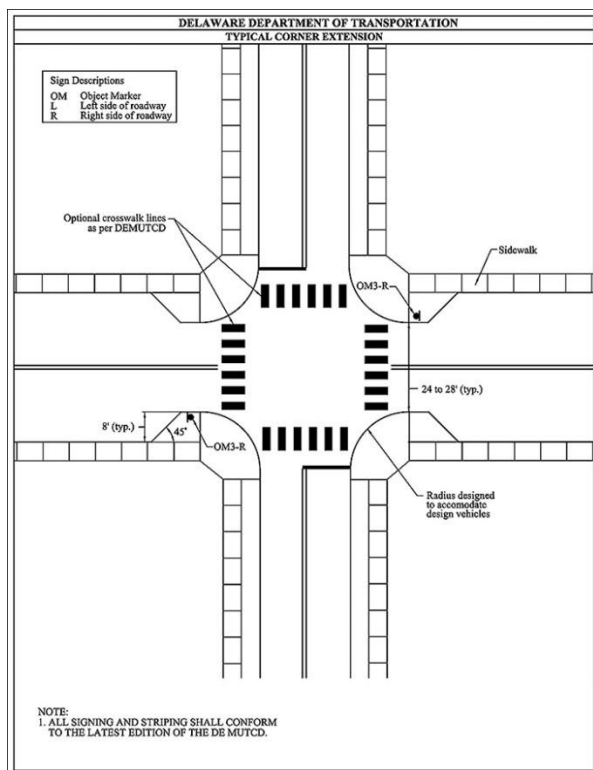 DELAWARE DEPARTMENT OF TRANSPORTATION
TYPICAL CORNER EXTENSION
Sign Descriptions
OM Object Marker
L Left side of roadway
R Right side of roadway
Optional crosswalk lines
as per DEMUTCD
Sidewalk
OM3-R
24 to 28' (typ.)
8' (typ.)
45°
OM3-R
Radius designed
to accomodate
design vehicles
NOTE:
1. ALL SIGNING AND STRIPING SHALL CONFORM
TO THE LATEST EDITION OF THE DE MUTCD.